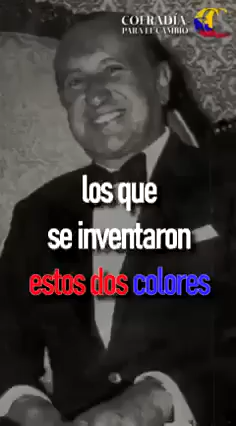 COFRADÍA
PARA EL CAMBIO
los que
se inventaron
estos dos colores